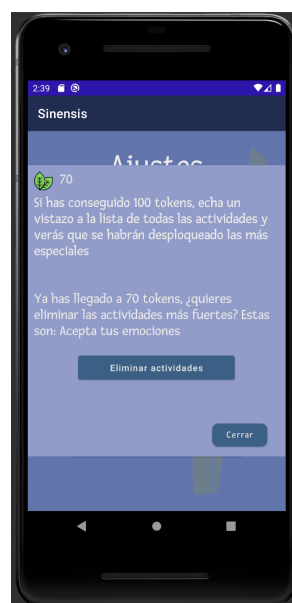 2:39
Sinensis
Ajustes
70
Si has conseguido 100 tokens, echa un
vistazo a la lista de todas las actividades y
verás que se habrán desploqueado las más
especiales
Ya has llegado a 70 tokens, ¿quieres
eliminar las actividades más fuertes? Estas
son: Acepta tus emociones
Eliminar actividades
Cerrar